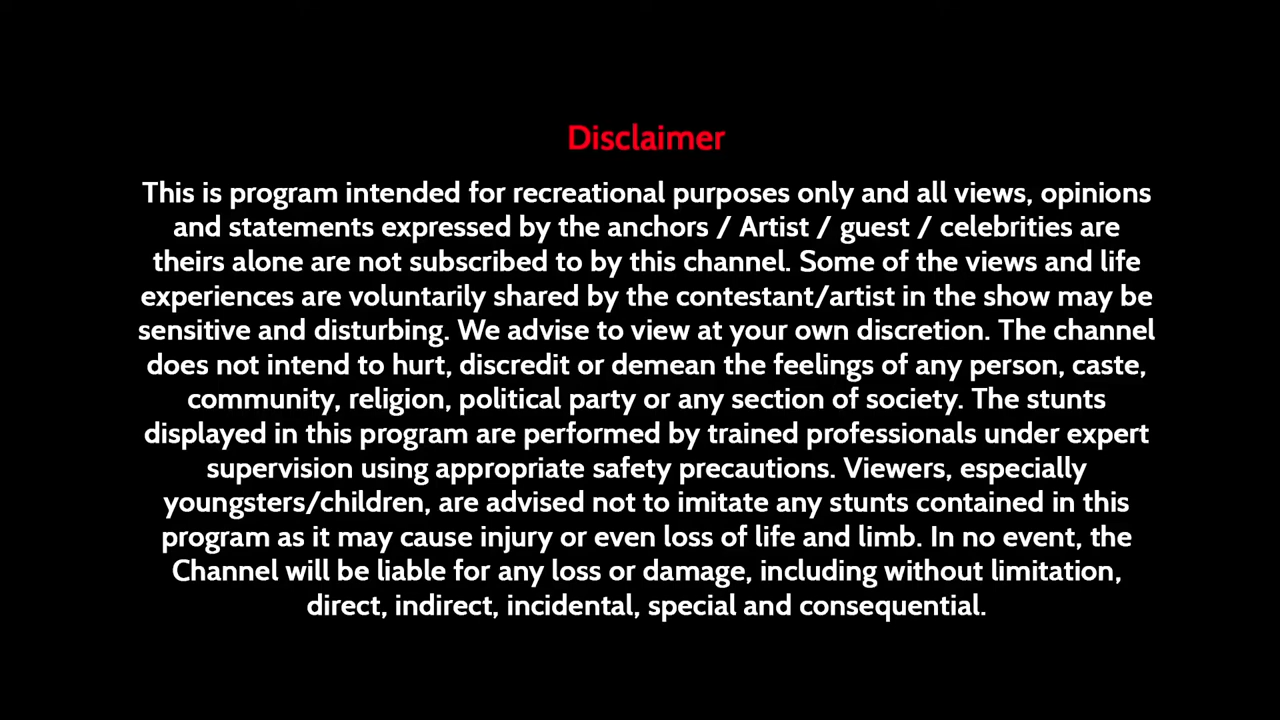 Disclaimer
This is program intended for recreational purposes only and all views, opinions
and statements expressed by the anchors / Artist / guest / celebrities are
theirs alone are not subscribed to by this channel. Some of the views and life
experiences are voluntarily shared by the contestant/artist in the show may be
sensitive and disturbing. We advise to view at your own discretion. The channel
does not intend to hurt, discredit or demean the feelings of any person, caste,
community, religion, political party or any section of society. The stunts
displayed in this program are performed by trained professionals under expert
supervision using appropriate safety precautions. Viewers, especially
youngsters/children, are advised not to imitate any stunts contained in this
program as it may cause injury or even loss of life and limb. In no event, the
Channel will be liable for any loss or damage, including without limitation,
direct, indirect, incidental, special and consequential.